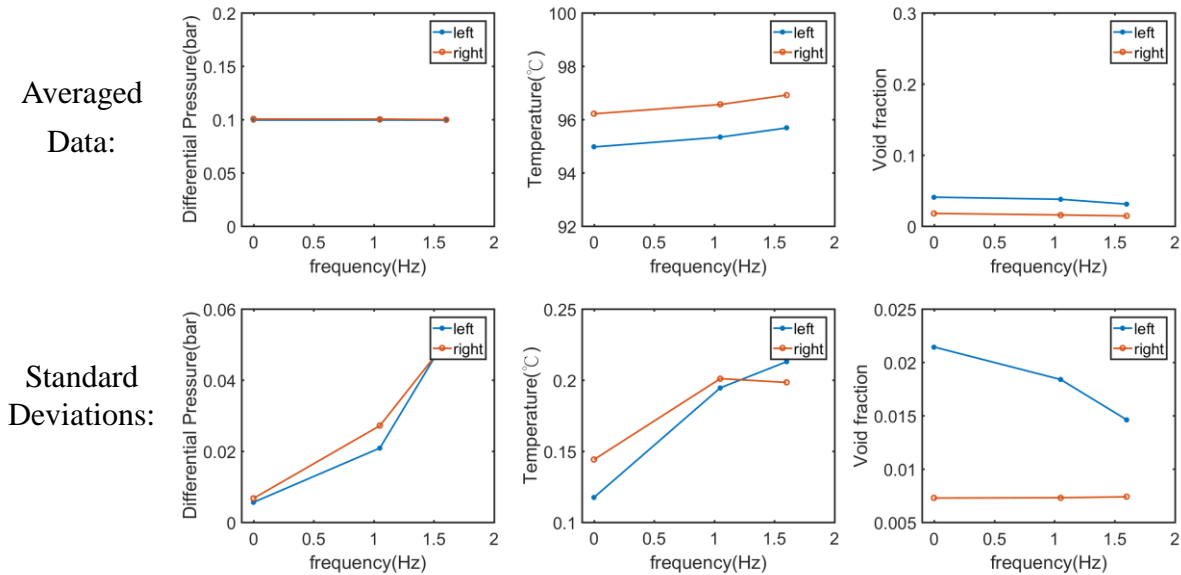 Averaged
Data:
Differential Pressure(bar)
0.2
0.15
0.1
0.05
0
0 0.5 1 1.5 2
frequency(Hz)
left
right
Temperature(℃)
100
98
96
94
92
0 0.5 1 1.5 2
frequency(Hz)
left
right
Void fraction
0.3
0.2
0.1
0
0 0.5 1 1.5 2
frequency(Hz)
left
right
Standard
Deviations:
Differential Pressure(bar)
0.06
0.04
0.02
0
0 0.5 1 1.5 2
frequency(Hz)
left
right
Temperature(℃)
0.25
0.2
0.15
0.1
0 0.5 1 1.5 2
frequency(Hz)
left
right
Void fraction
0.025
0.02
0.015
0.01
0.005
0 0.5 1 1.5 2
frequency(Hz)
left
right